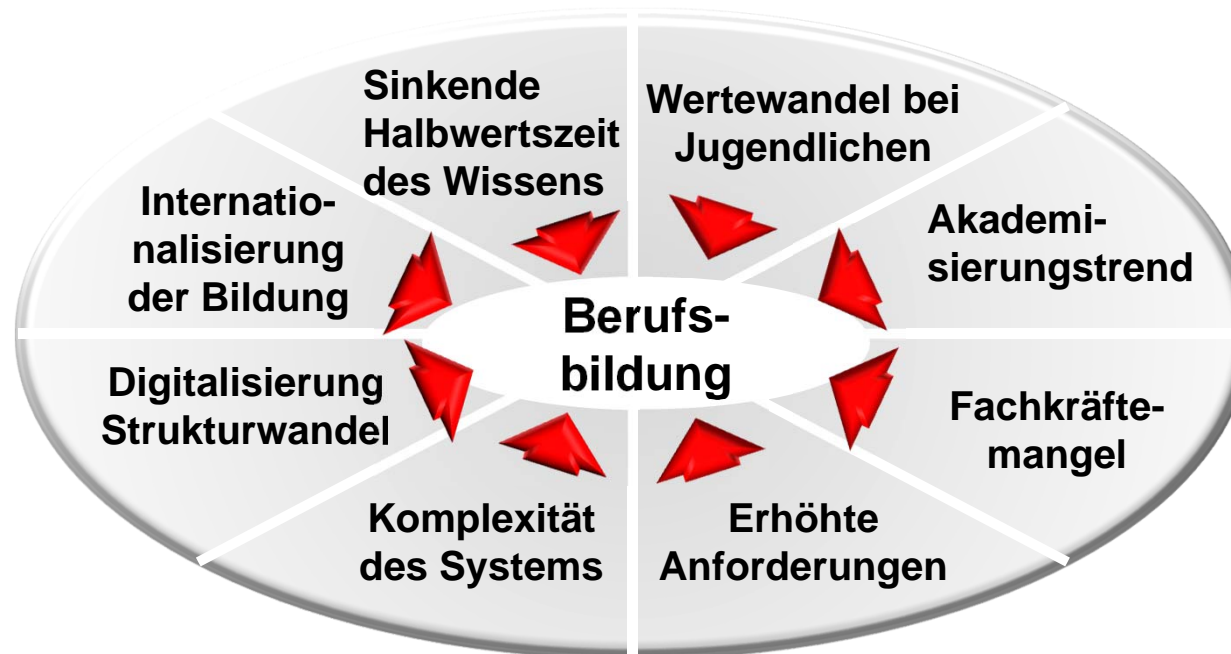 Sinkende
Halbwertszeit
des Wissens
Wertewandel bei
Jugendlichen
Internatio-
nalisierung
der Bildung
Akademi-
sierungstrend
Berufs-
bildung
Digitalisierung
Strukturwandel
Fachkräfte-
mangel
Komplexität
des Systems
Erhöhte
Anforderungen